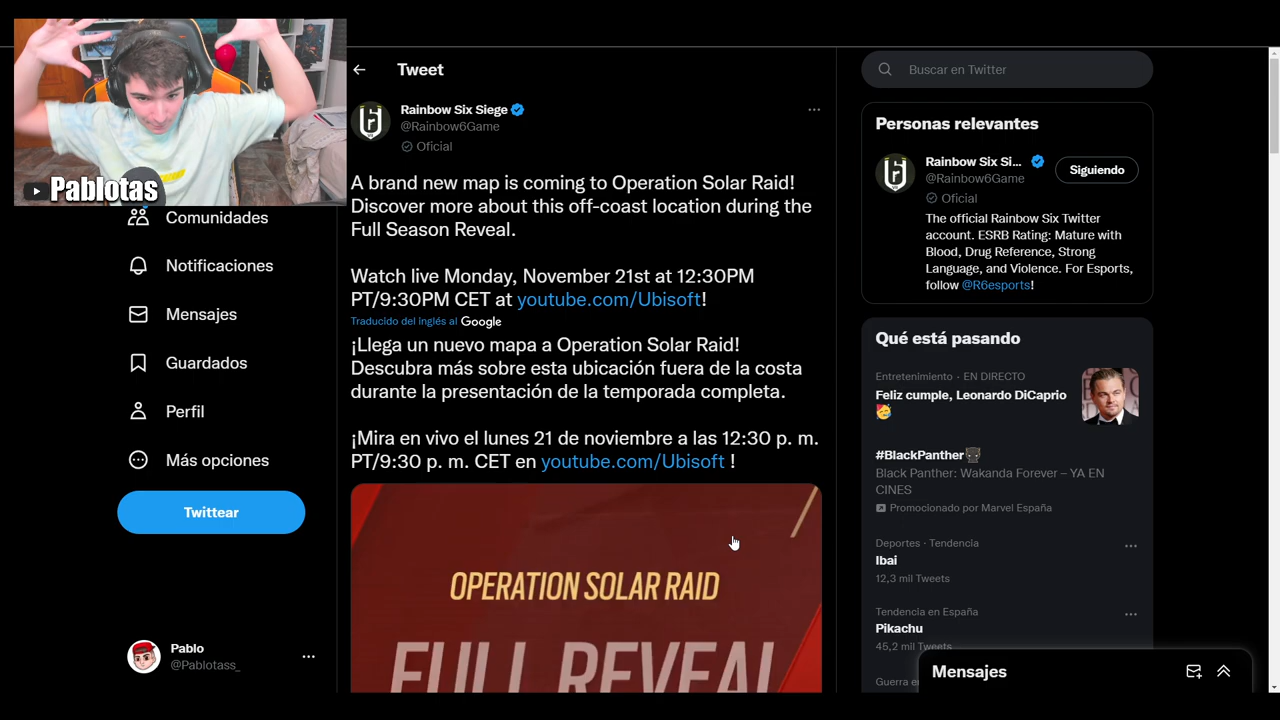 Pablotas
Comunidades
Notificaciones
Mensajes
Guardados
Perfil
Más opciones
Twittear
Pablo
@Pablotass_
Tweet
Rainbow Six Siege
@Rainbow6Game
Oficial
A brand new map is coming to Operation Solar Raid!
Discover more about this off-coast location during the
Full Season Reveal.
Watch live Monday, November 21st at 12:30PM
PT/9:30PM CET at youtube.com/Ubisoft!
Traducido del inglés al Google
¡Llega un nuevo mapa a Operation Solar Raid!
Descubra más sobre esta ubicación fuera de la costa
durante la presentación de la temporada completa.
¡Mira en vivo el lunes 21 de noviembre a las 12:30 p. m.
PT/9:30 p. m. CET en youtube.com/Ubisoft !
OPERATION SOLAR RAID
FULL REVEAL
Buscar en Twitter
Personas relevantes
Rainbow Six Si...
@Rainbow6Game
Oficial
Siguiendo
The official Rainbow Six Twitter
account. ESRB Rating: Mature with
Blood, Drug Reference, Strong
Language, and Violence. For Esports,
follow @R6esports!
Qué está pasando
Entretenimiento · EN DIRECTO
Feliz cumple, Leonardo DiCaprio
#BlackPanther
Black Panther: Wakanda Forever – YA EN
CINES
Promocionado por Marvel España
Deportes · Tendencia
Ibai
12,3 mil Tweets
Tendencia en España
Pikachu
45,2 mil Tweets
Guerra
Mensajes